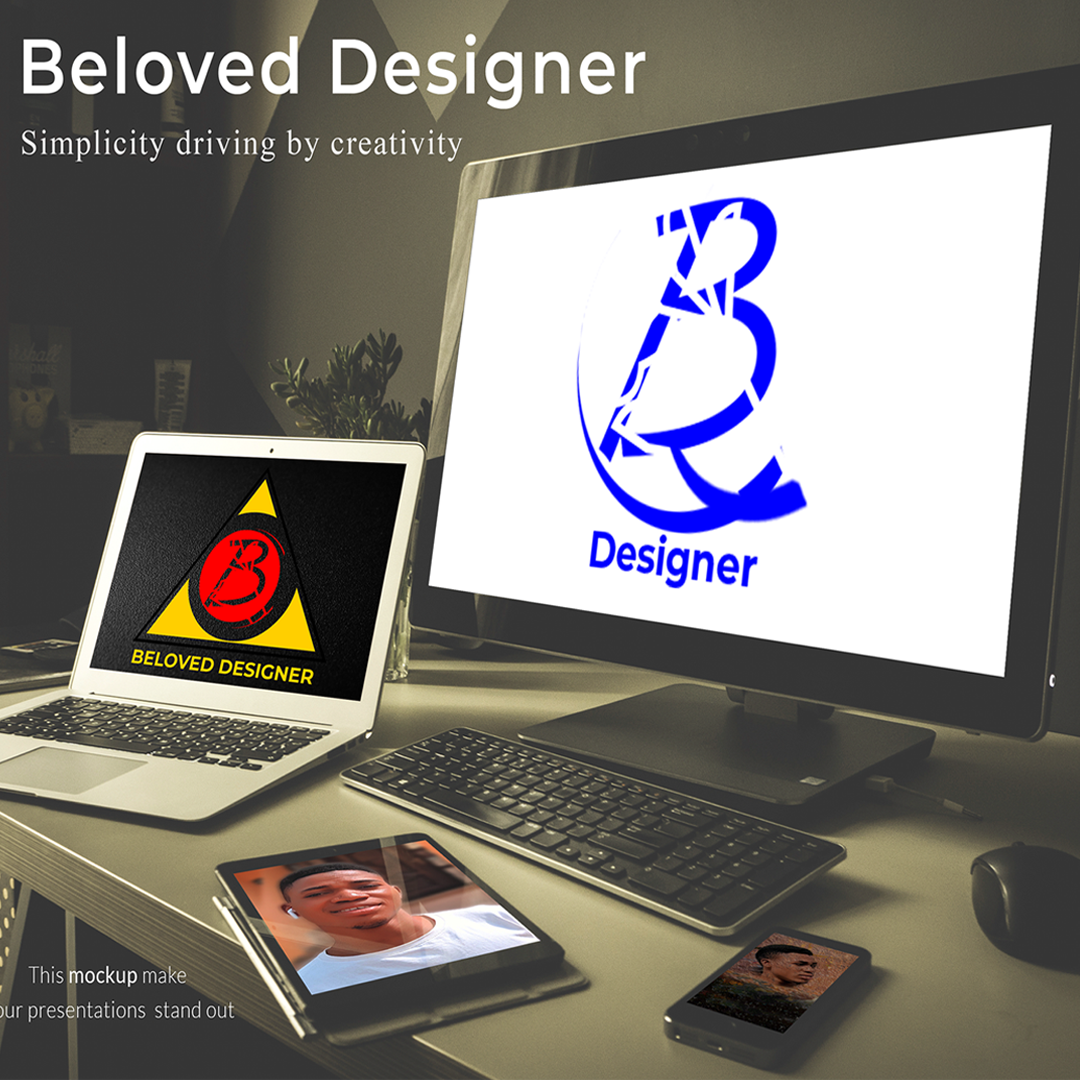 Beloved Designer
Simplicity driving by creativity
B
Designer
B
BELOVED DESIGNER
This mockup make
our presentations stand out